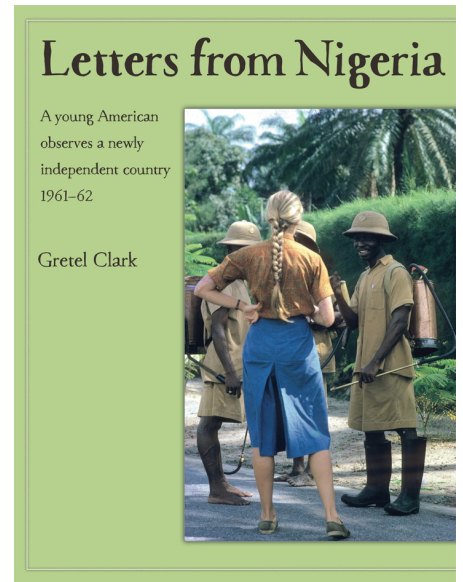 Letters from Nigeria
A young American
observes a newly
independent country
1961–62
Gretel Clark